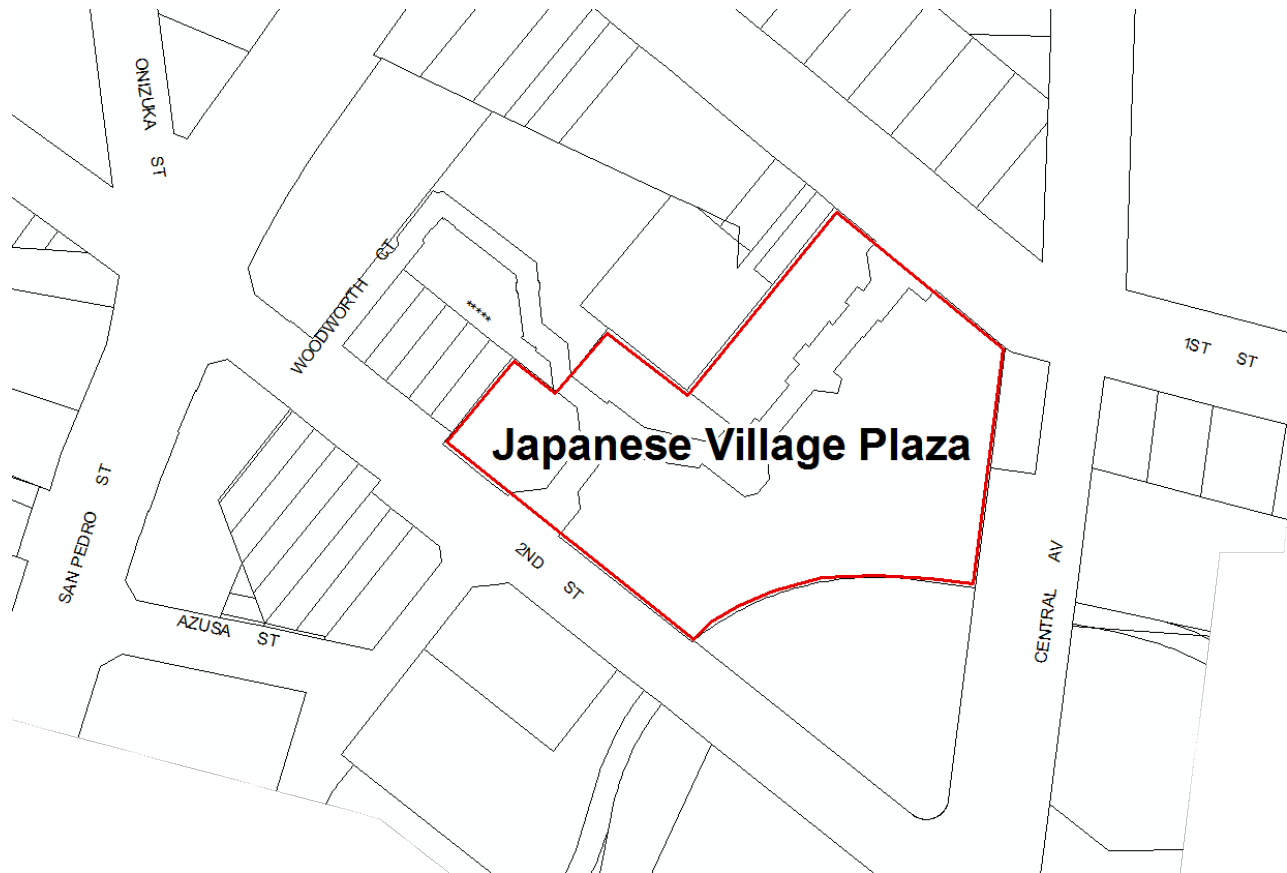 ONIZUKA ST
WOODWORTH CT
*****
1ST ST
Japanese Village Plaza
SAN PEDRO ST
2ND ST
CENTRAL AV
AZUSA ST